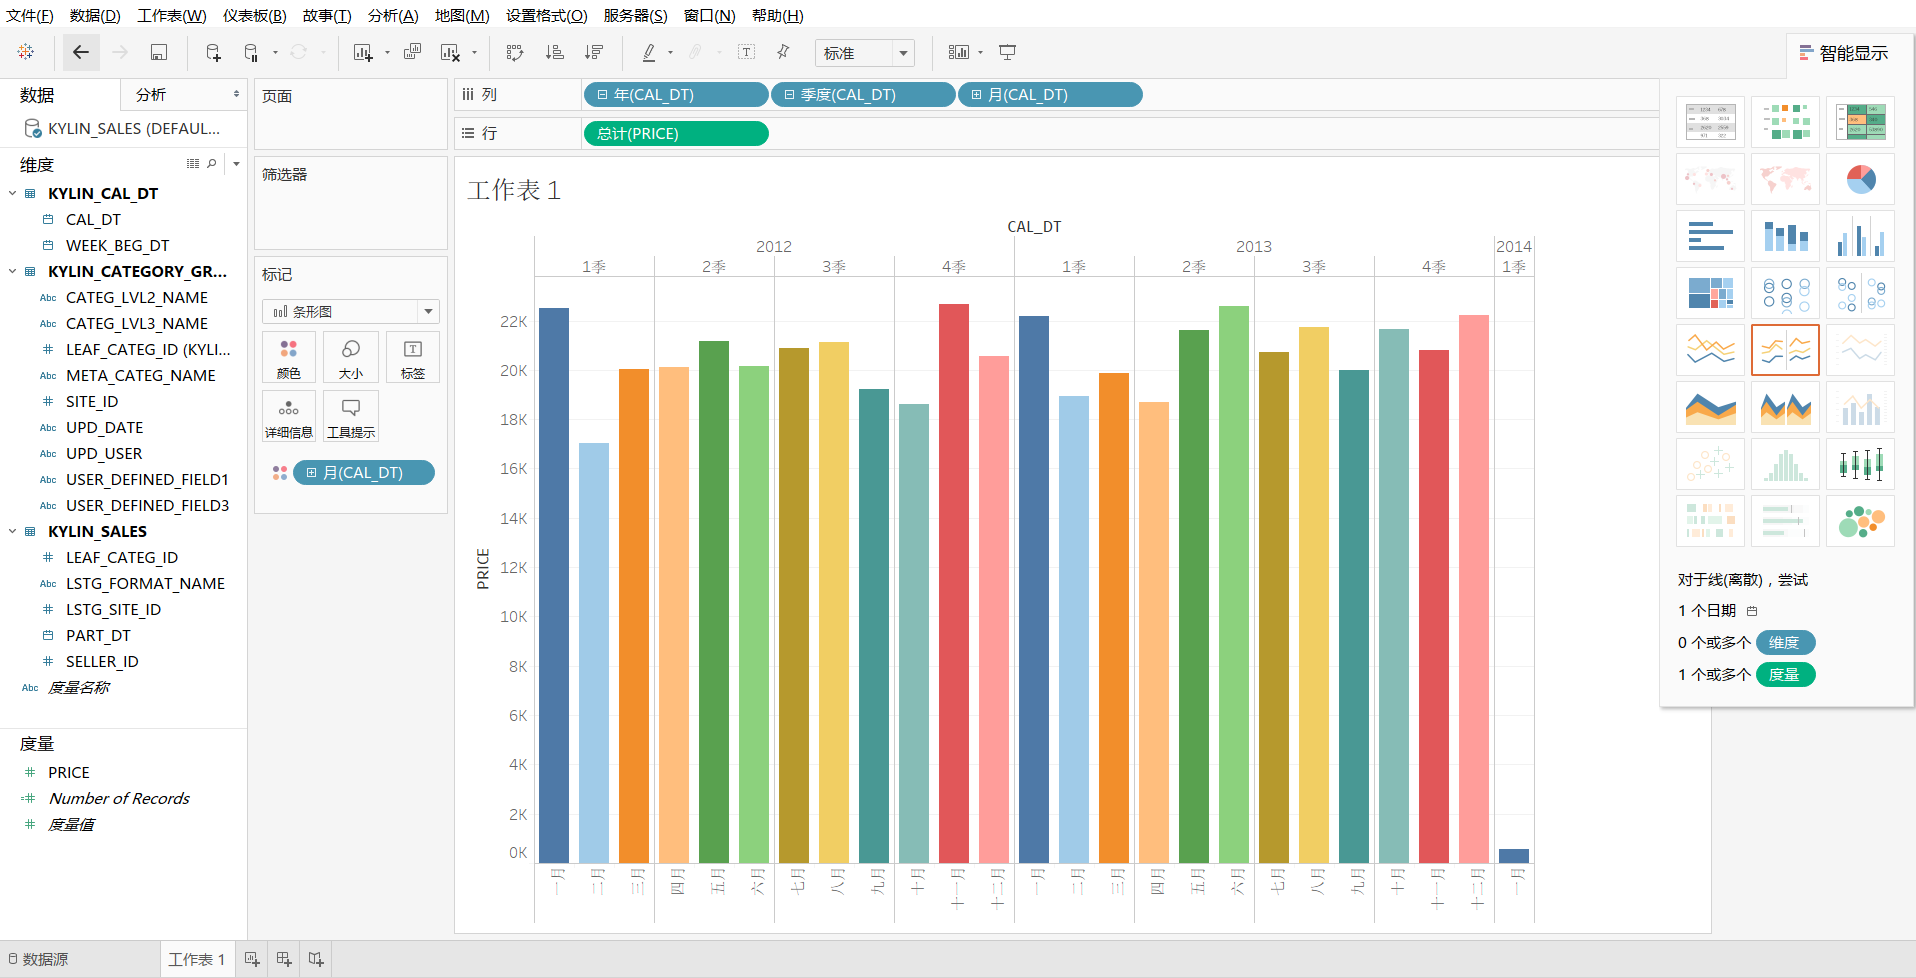 文件(F) 数据(D) 工作表(W) 仪表板(B) 故事(T) 分析(A) 地图(M) 设置格式(O) 服务器(S) 窗口(N) 帮助(H)
标准
智能显示
数据 分析
KYLIN_SALES (DEFAUL...
维度
KYLIN_CAL_DT
CAL_DT
WEEK_BEG_DT
KYLIN_CATEGORY_GR...
Abc CATEG_LVL2_NAME
Abc CATEG_LVL3_NAME
LEAF_CATEG_ID (KYLI...
Abc META_CATEG_NAME
SITE_ID
Abc UPD_DATE
Abc UPD_USER
Abc USER_DEFINED_FIELD1
Abc USER_DEFINED_FIELD3
KYLIN_SALES
LEAF_CATEG_ID
Abc LSTG_FORMAT_NAME
LSTG_SITE_ID
PART_DT
SELLER_ID
Abc 度量名称
度量
PRICE
Number of Records
度量值
页面
筛选器
标记
条形图
颜色 大小 标签
详细信息 工具提示
月(CAL_DT)
列 年(CAL_DT) 季度(CAL_DT) 月(CAL_DT)
行 总计(PRICE)
工作表 1
CAL_DT
2012 2013 2014
1季 2季 3季 4季 1季 2季 3季 4季 1季
PRICE
22K
20K
18K
16K
14K
12K
10K
8K
6K
4K
2K
0K
一月 二月 三月 四月 五月 六月 七月 八月 九月 十月 十一月 十二月 一月 二月 三月 四月 五月 六月 七月 八月 九月 十月 十一月 十二月 一月
对于线(离散)，尝试
1 个日期
0 个或多个 维度
1 个或多个 度量
数据源 工作表 1